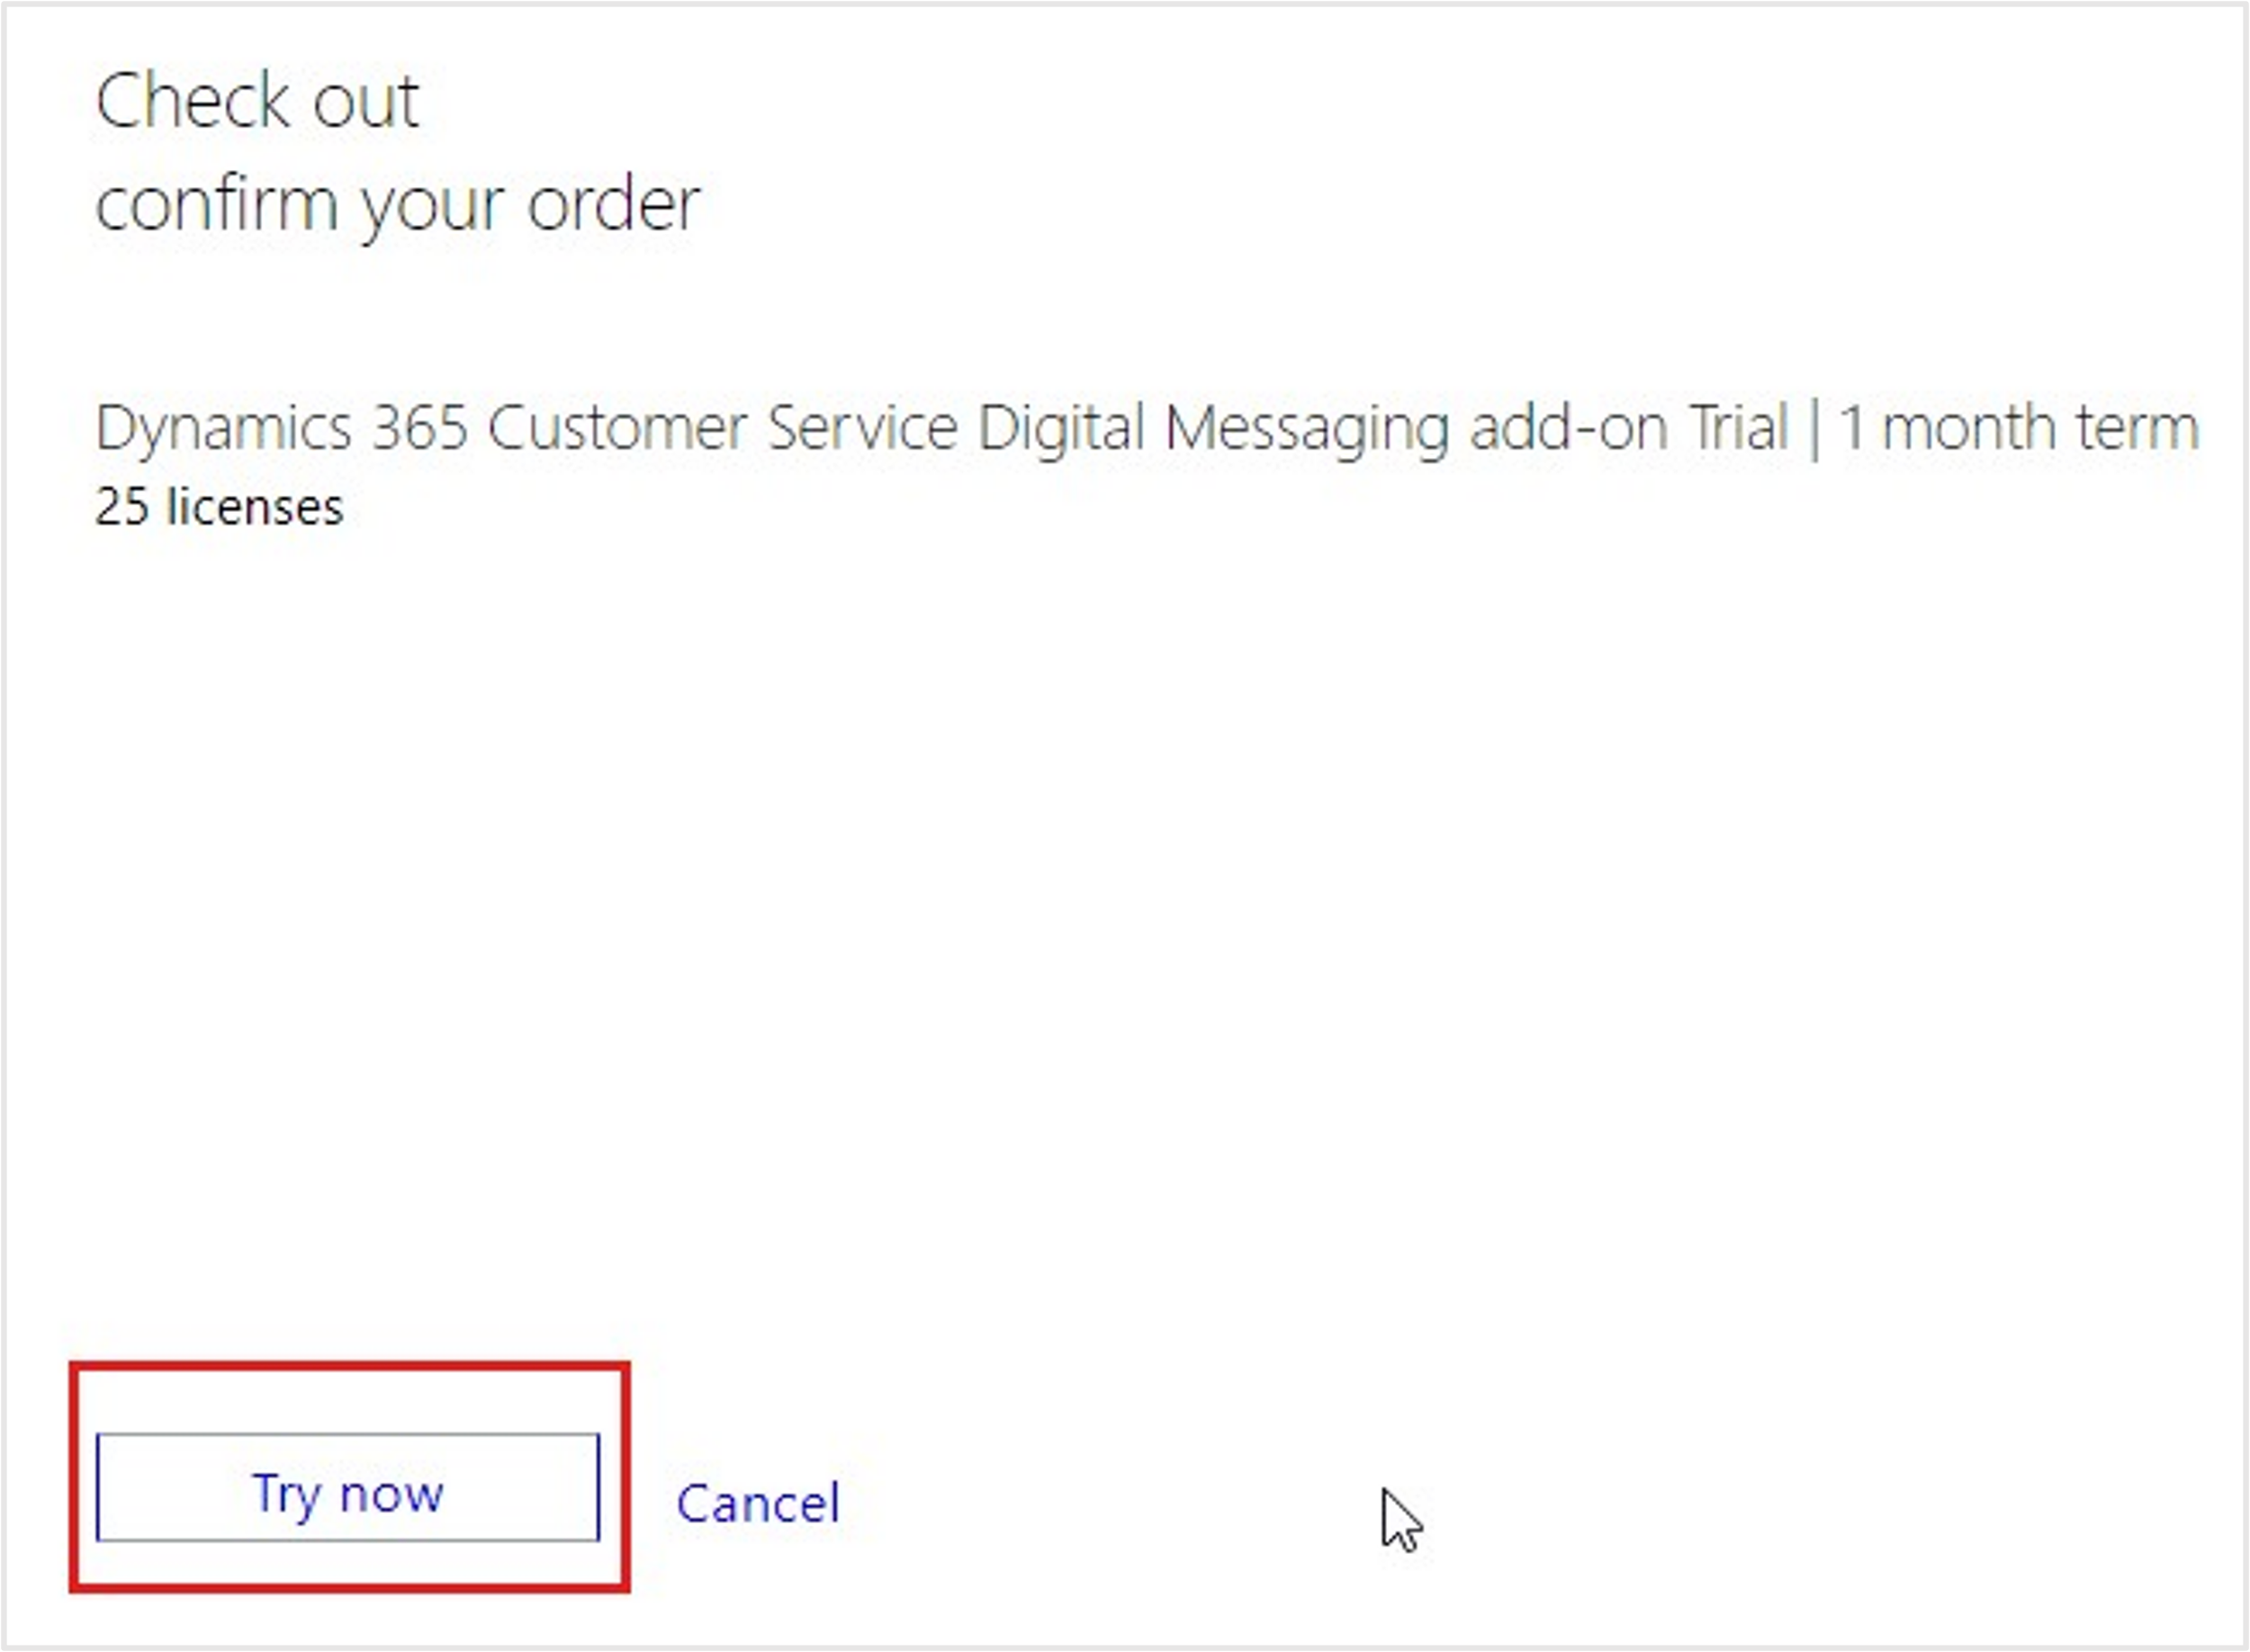 Check out
confirm your order
Dynamics 365 Customer Service Digital Messaging add-on Trial | 1 month term
25 licenses
Try now
Cancel